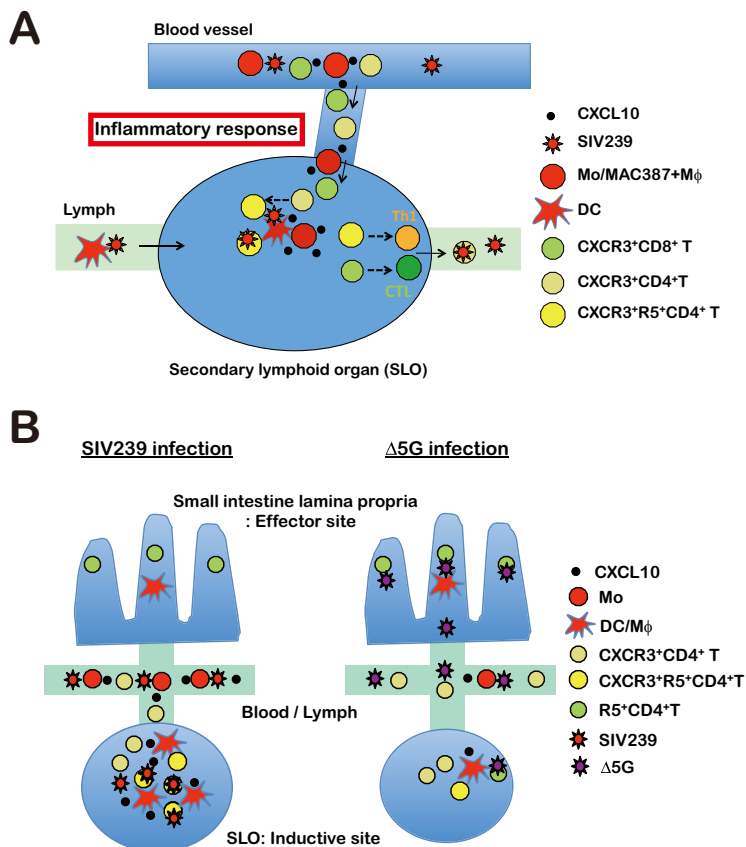 A
Blood vessel
Inflammatory response
Lymph
Th1
CTL
Secondary lymphoid organ (SLO)
CXCL10
SIV239
Mo/MAC387+Mϕ
DC
CXCR3⁺CD8⁺ T
CXCR3⁺CD4⁺T
CXCR3⁺R5⁺CD4⁺ T
B
SIV239 infection
Δ5G infection
Small intestine lamina propria
: Effector site
Blood / Lymph
SLO: Inductive site
CXCL10
Mo
DC/Mϕ
CXCR3⁺CD4⁺ T
CXCR3⁺R5⁺CD4⁺T
R5⁺CD4⁺T
SIV239
Δ5G